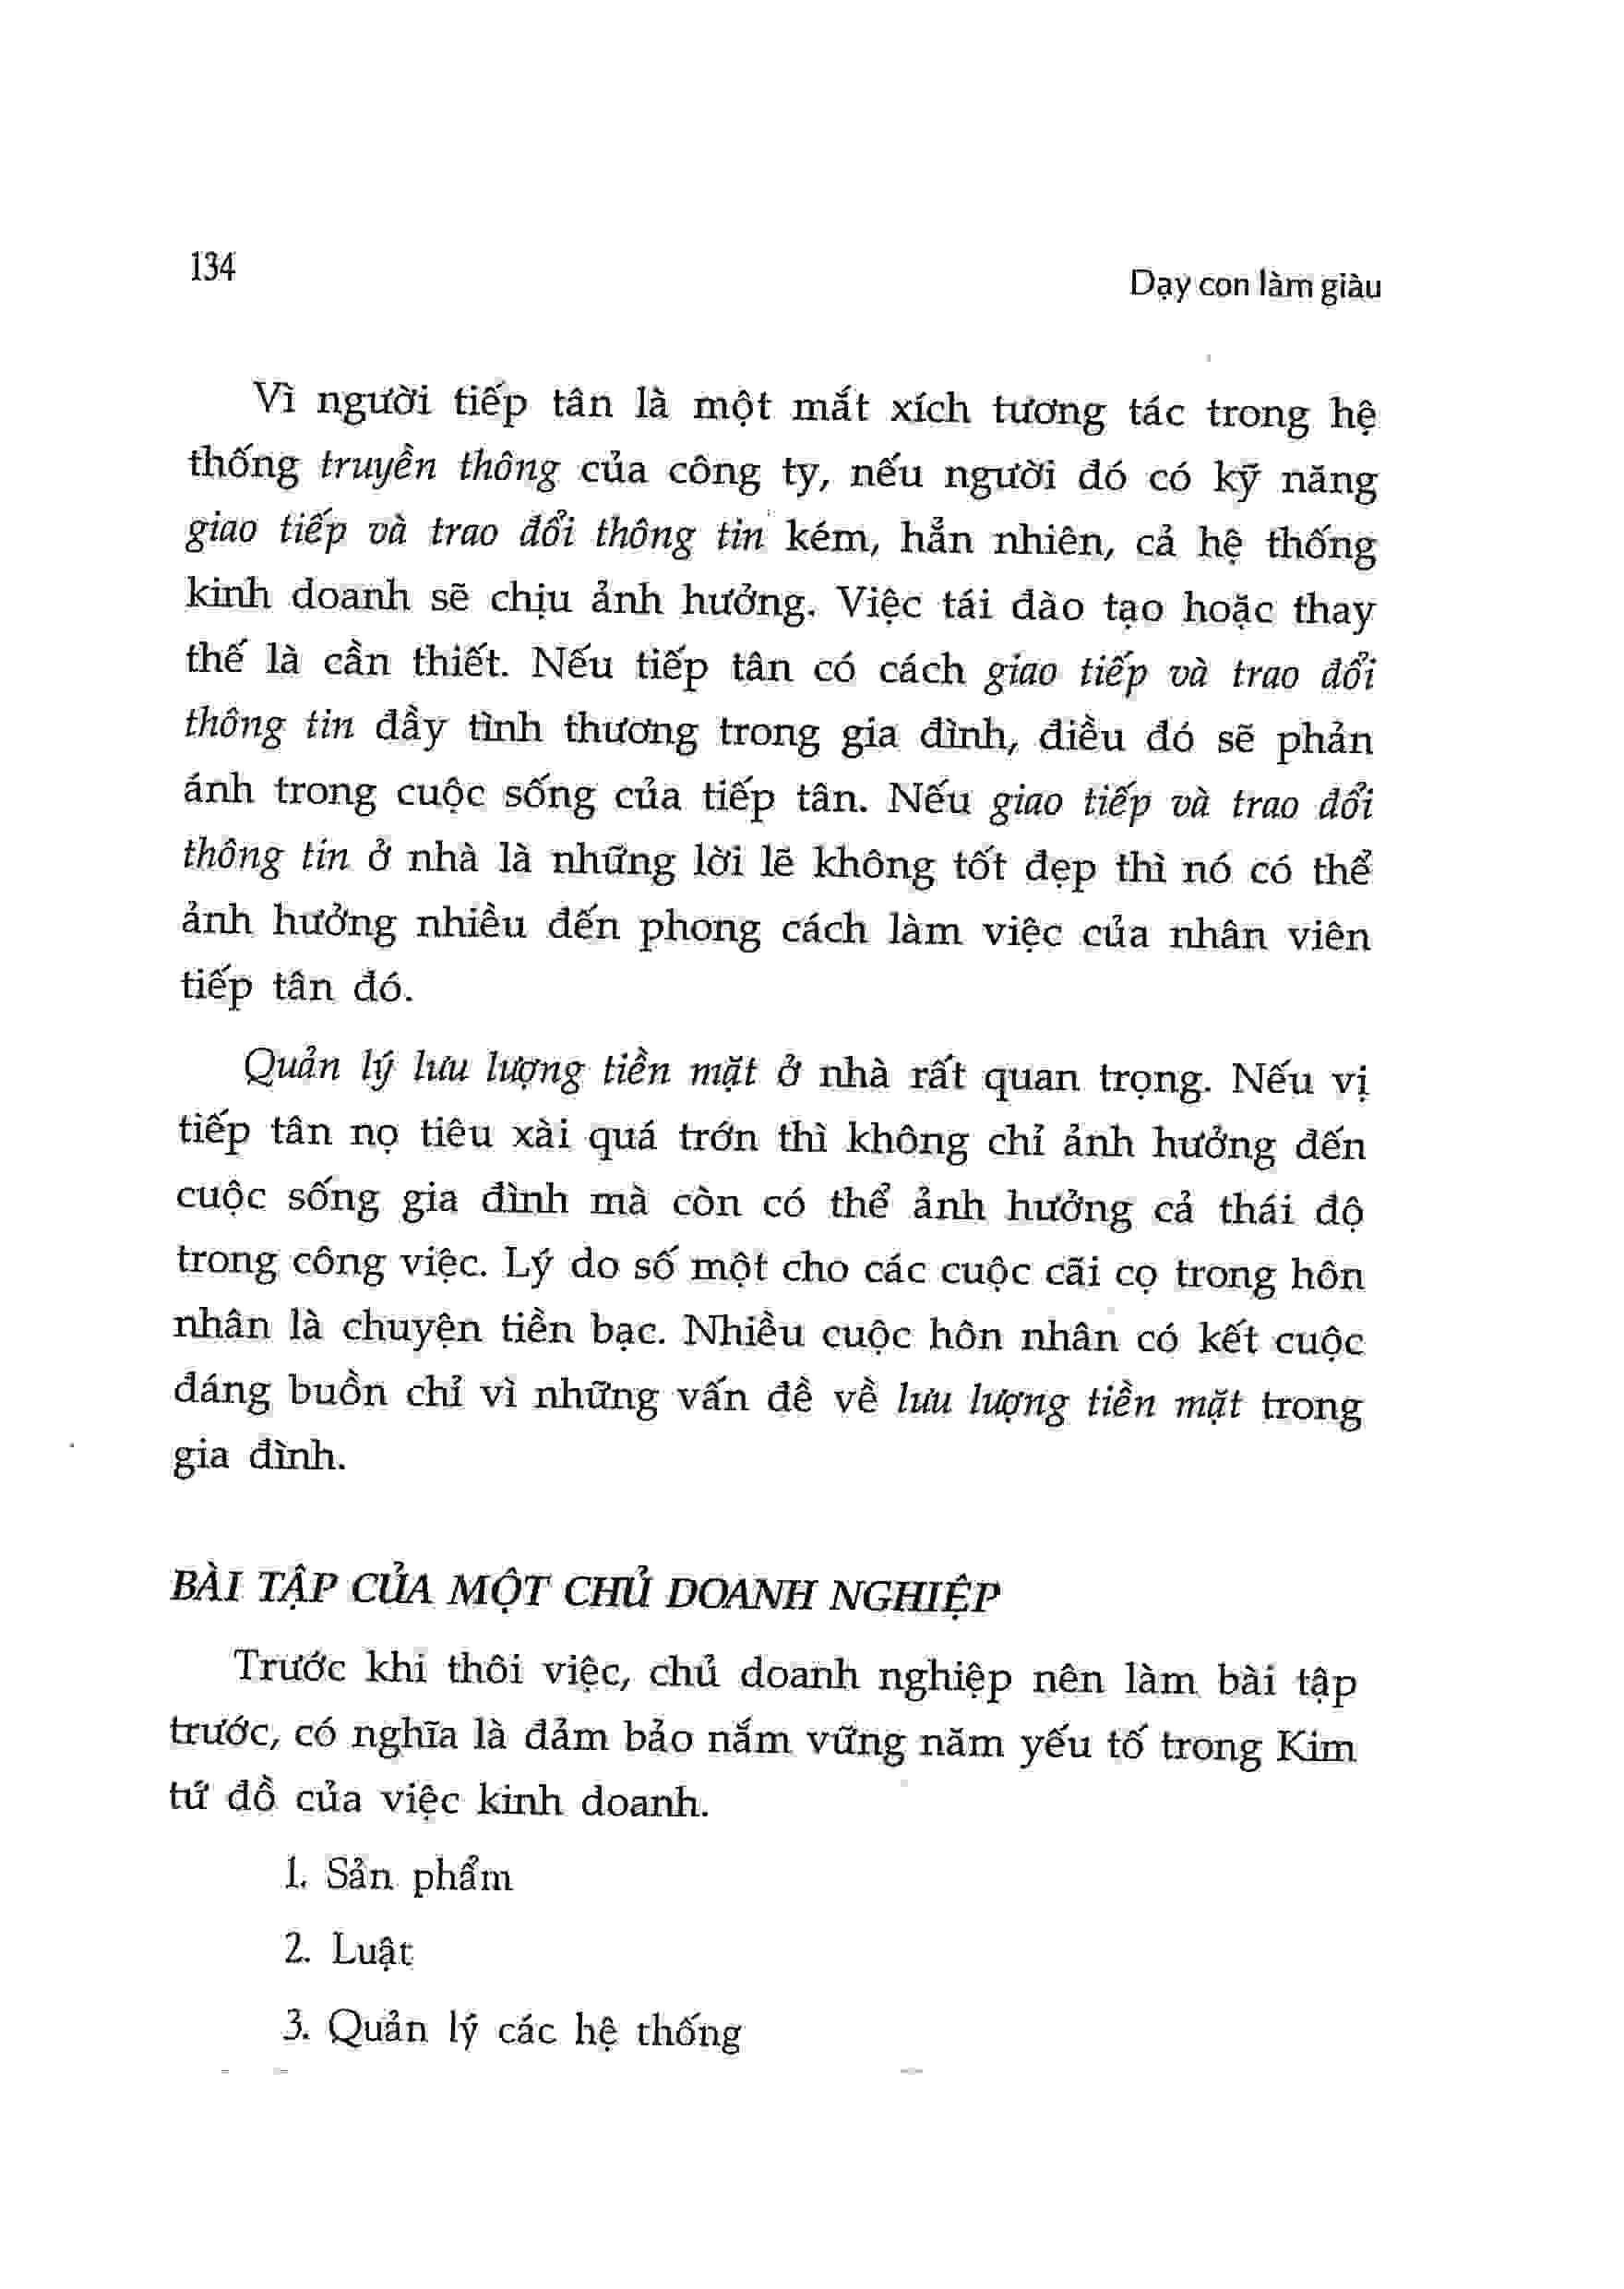 134
Dạy con làm giàu
Vì người tiếp tân là một mắt xích tương tác trong hệ
thống truyền thông của công ty, nếu người đó có kỹ năng
giao tiếp và trao đổi thông tin kém, hẳn nhiên, cả hệ thống
kinh doanh sẽ chịu ảnh hưởng. Việc tái đào tạo hoặc thay
thế là cần thiết. Nếu tiếp tân có cách giao tiếp và trao đổi
thông tin đầy tình thương trong gia đình, điều đó sẽ phản
ánh trong cuộc sống của tiếp tân. Nếu giao tiếp và trao đổi
thông tin ở nhà là những lời lẽ không tốt đẹp thì nó có thể
ảnh hưởng nhiều đến phong cách làm việc của nhân viên
tiếp tân đó.
Quản lý lưu lượng tiền mặt ở nhà rất quan trọng. Nếu vị
tiếp tân nọ tiêu xài quá trớn thì không chỉ ảnh hưởng đến
cuộc sống gia đình mà còn có thể ảnh hưởng cả thái độ
trong công việc. Lý do số một cho các cuộc cãi cọ trong hôn
nhân là chuyện tiền bạc. Nhiều cuộc hôn nhân có kết cuộc
đáng buồn chỉ vì những vấn đề về lưu lượng tiền mặt trong
gia đình.
BÀI TẬP CỦA MỘT CHỦ DOANH NGHIỆP
Trước khi thôi việc, chủ doanh nghiệp nên làm bài tập
trước, có nghĩa là đảm bảo nắm vững năm yếu tố trong Kim
tứ đồ của việc kinh doanh.
1. Sản phẩm
2. Luật
3. Quản lý các hệ thống